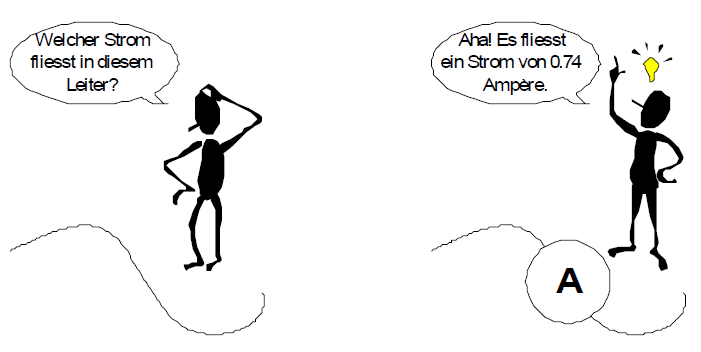 Welcher Strom
fliesst in diesem
Leiter?
Aha! Es fliesst
ein Strom von 0.74
Ampère.
A